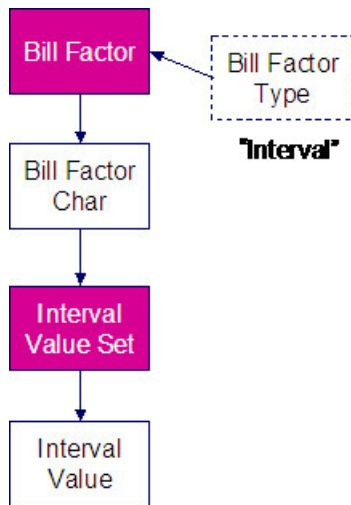 Bill Factor
Bill Factor
Type
"Interval"
Bill Factor
Char
Interval
Value Set
Interval
Value